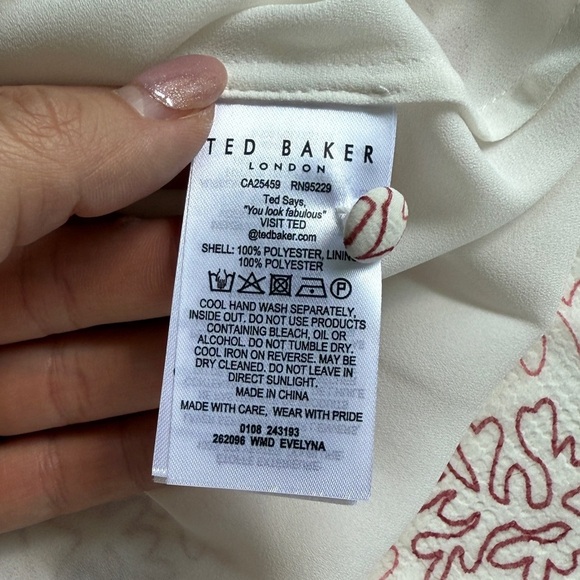 TED BAKER
LONDON
CA25459 RN95229
Ted Says,
"You look fabulous"
VISIT TED
@tedbaker.com
SHELL: 100% POLYESTER, LINING
100% POLYESTER
COOL HAND WASH SEPARATELY,
INSIDE OUT. DO NOT USE PRODUCTS
CONTAINING BLEACH, OIL OR
ALCOHOL. DO NOT TUMBLE DRY.
COOL IRON ON REVERSE. MAY BE
DRY CLEANED. DO NOT LEAVE IN
DIRECT SUNLIGHT.
MADE IN CHINA
MADE WITH CARE, WEAR WITH PRIDE
0108 243193
262096 WMD EVELYNA